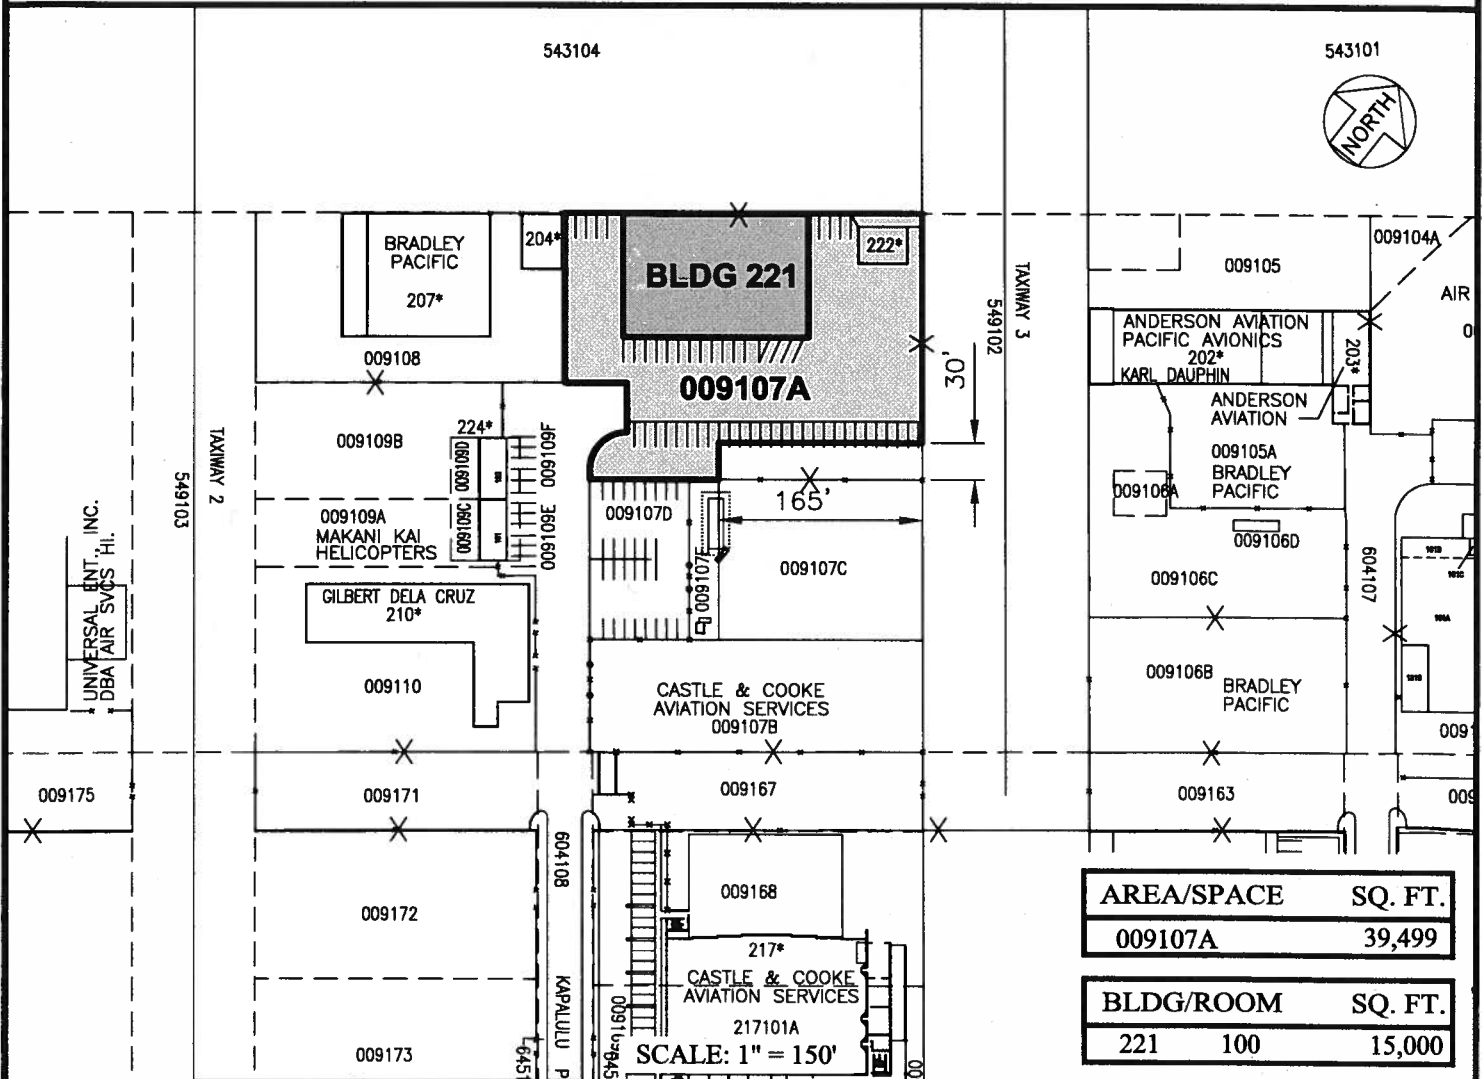 543104
543101
NORTH
BRADLEY
PACIFIC
207*
204*
BLDG 221
222*
009107A
009108
549102
TAXIWAY 3
30'
165'
009105
009104A
AIR
ANDERSON AVIATION
PACIFIC AVIONICS
202*
KARL DAUPHIN
203*
ANDERSON
AVIATION
009105A
BRADLEY
PACIFIC
009106A
009106D
009106C
604107
009106B
BRADLEY
PACIFIC
009163
549103
TAXIWAY 2
009109B
224*
009109D
009109F
009109A
MAKANI KAI
HELICOPTERS
009109C
009109E
GILBERT DELA CRUZ
210*
009110
UNIVERSAL ENT., INC.
DBA AIR SVCS HI.
009107D
009107E
009107C
CASTLE & COOKE
AVIATION SERVICES
009107B
009175
009171
009167
604108
KAPALULU P
009172
009173
009168
217*
CASTLE & COOKE
AVIATION SERVICES
217101A
SCALE: 1" = 150'
AREA/SPACE SQ. FT.
009107A 39,499
BLDG/ROOM SQ. FT.
221 100 15,000